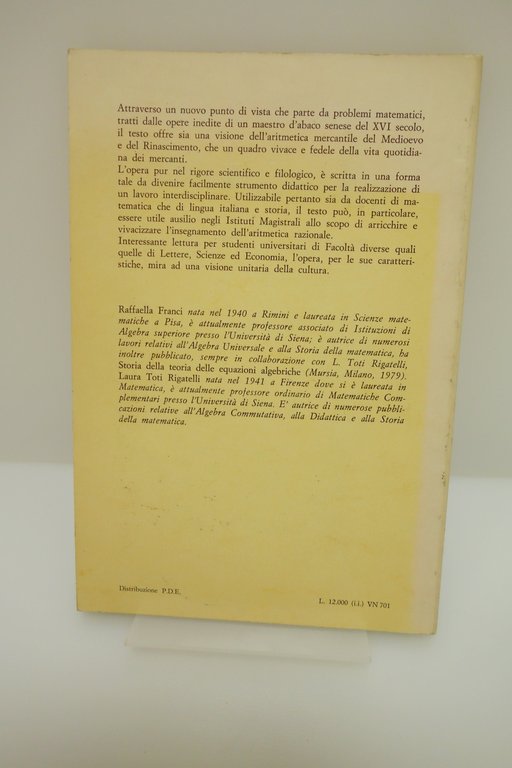 Attraverso un nuovo punto di vista che parte da problemi matematici,
tratti dalle opere inedite di un maestro d'abaco senese del XVI secolo,
il testo offre sia una visione dell'aritmetica mercantile del Medioevo
e del Rinascimento, che un quadro vivace e fedele della vita quotidia-
na dei mercanti.
L'opera pur nel rigore scientifico e filologico, è scritta in una forma
tale da divenire facilmente strumento didattico per la realizzazione di
un lavoro interdisciplinare. Utilizzabile pertanto sia da docenti di ma-
tematica che di lingua italiana e storia, il testo può, in particolare,
essere utile ausilio negli Istituti Magistrali allo scopo di arricchire e
vivacizzare l'insegnamento dell'aritmetica razionale.
Interessante lettura per studenti universitari di Facoltà diverse quali
quelle di Lettere, Scienze ed Economia, l'opera, per le sue caratteri-
stiche, mira ad una visione unitaria della cultura.
Raffaella Franci nata nel 1940 a Rimini e laureata in Scienze mate-
matiche a Pisa, è attualmente professore associato di Istituzioni di
Algebra superiore presso l'Università di Siena; è autrice di numerosi
lavori relativi all'Algebra Universale e alla Storia della matematica, ha
inoltre pubblicato, sempre in collaborazione con L. Toti Rigatelli,
Storia della teoria delle equazioni algebriche (Mursia, Milano, 1979).
Laura Toti Rigatelli nata nel 1941 a Firenze dove si è laureata in
Matematica, è attualmente professore ordinario di Matematiche Com-
plementari presso l'Università di Siena. E' autrice di numerose pubbli-
cazioni relative all'Algebra Commutativa, alla Didattica e alla Storia
della matematica.
Distribuzione P.D.E.
L. 12.000 (i.i.) VN 701